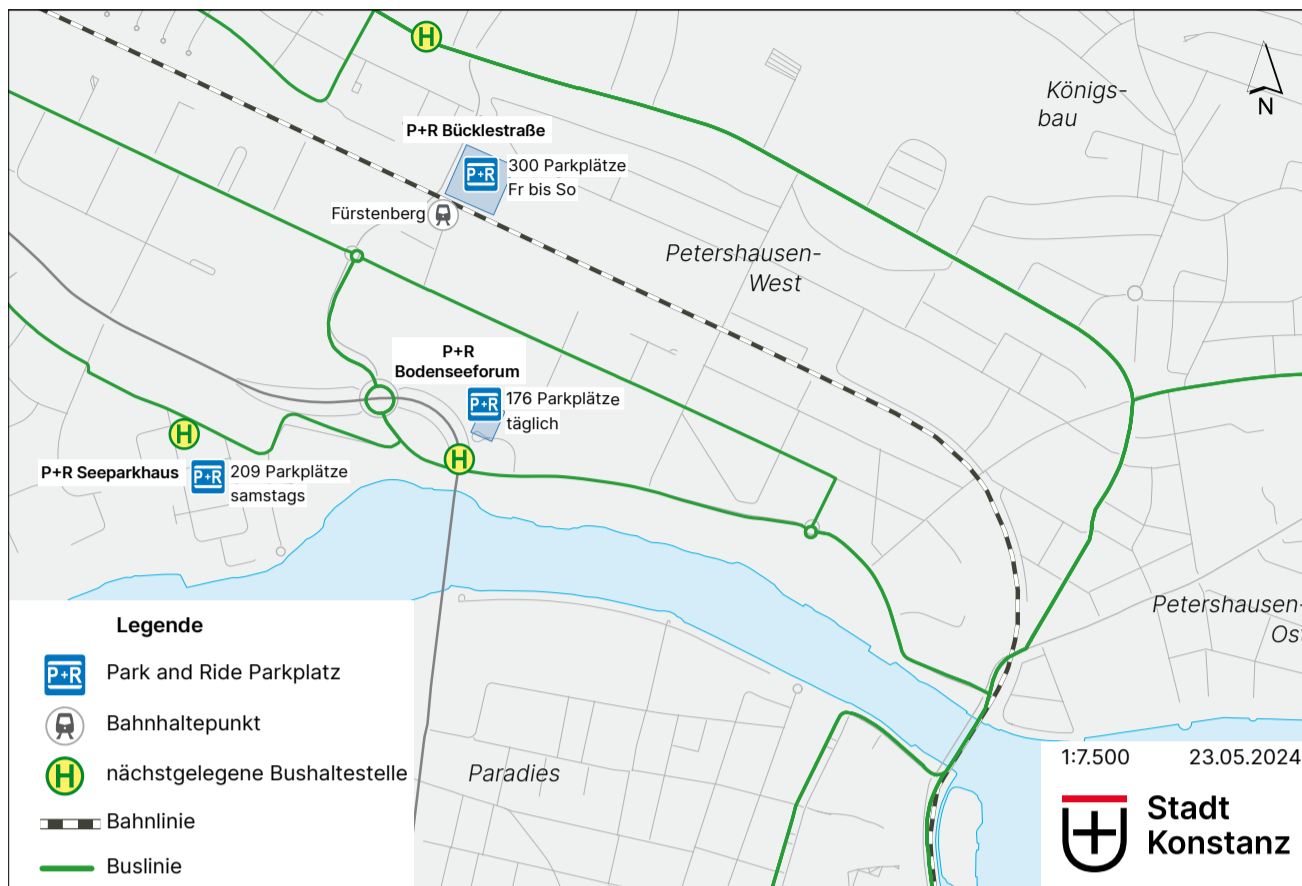 H
Königs-
bau
N
P+R Bücklestraße
P+R
300 Parkplätze
Fr bis So
Fürstenberg
Petershausen-
West
P+R
Bodenseeforum
P+R
176 Parkplätze
täglich
H
H
P+R Seeparkhaus
P+R
209 Parkplätze
samstags
Petershausen-
Ost
Paradies
Legende
P+R
Park and Ride Parkplatz
Bahnhaltepunkt
H
nächstgelegene Bushaltestelle
Bahnlinie
Buslinie
1:7.500
23.05.2024
Stadt
Konstanz